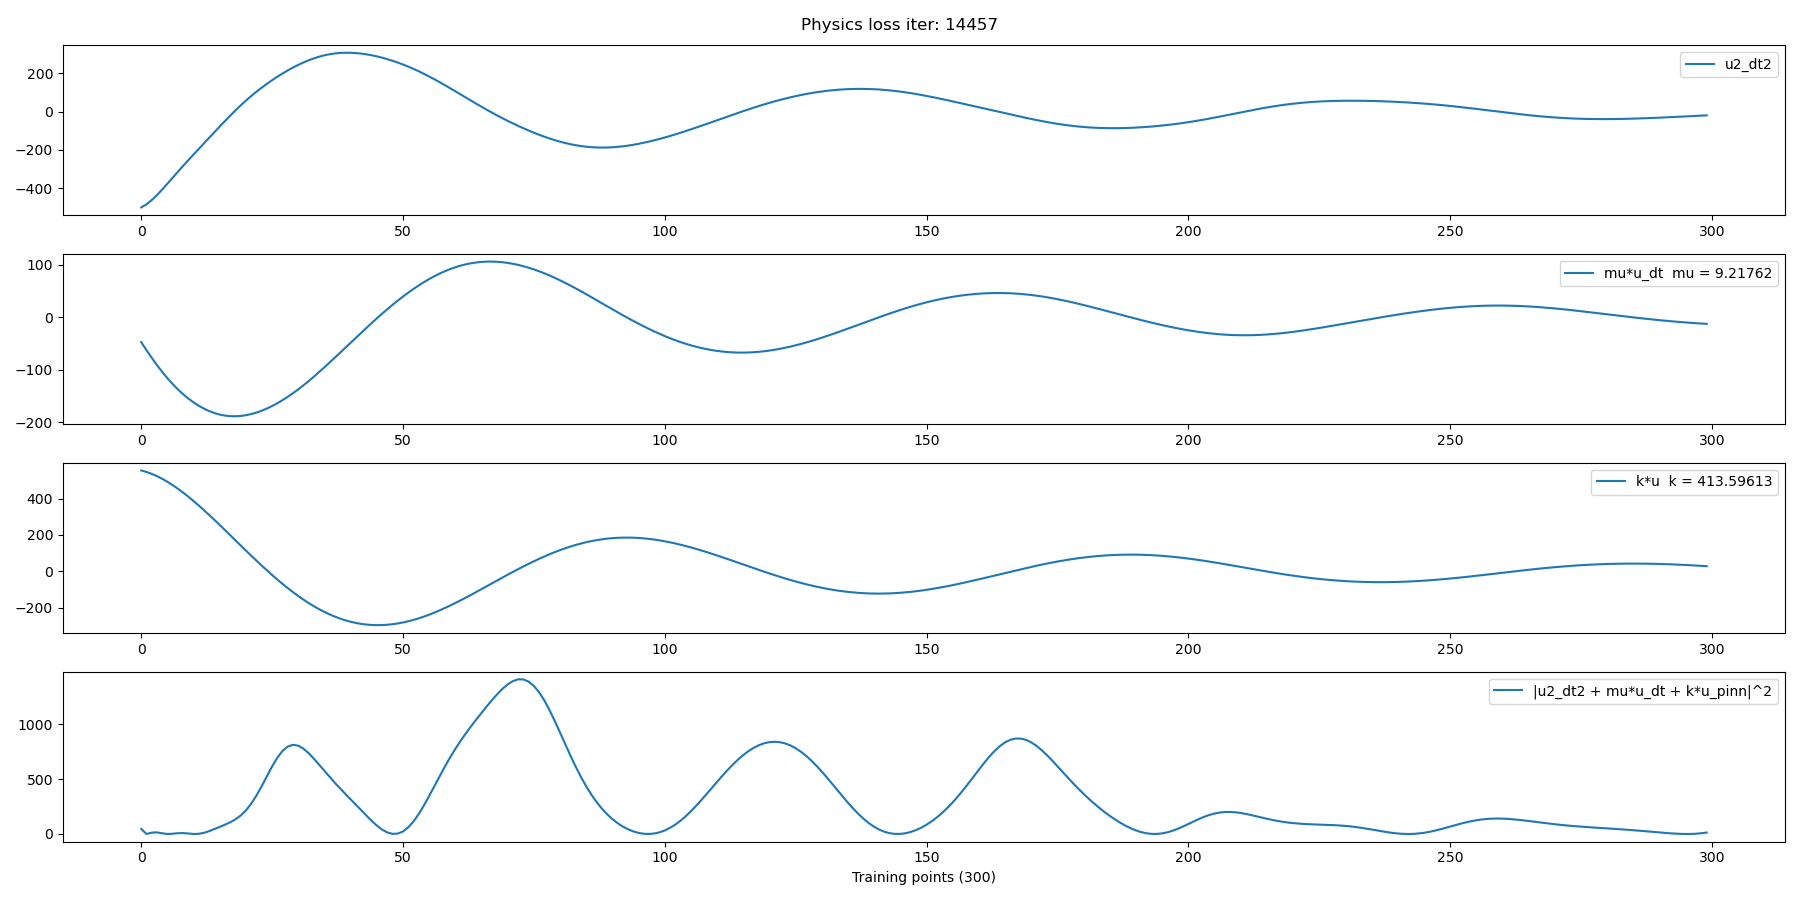 Physics loss iter: 14457
200
0
−200
−400
u2_dt2
0 50 100 150 200 250 300
100
0
−100
−200
mu*u_dt  mu = 9.21762
0 50 100 150 200 250 300
400
200
0
−200
k*u  k = 413.59613
0 50 100 150 200 250 300
1000
500
0
|u2_dt2 + mu*u_dt + k*u_pinn|^2
0 50 100 150 200 250 300
Training points (300)